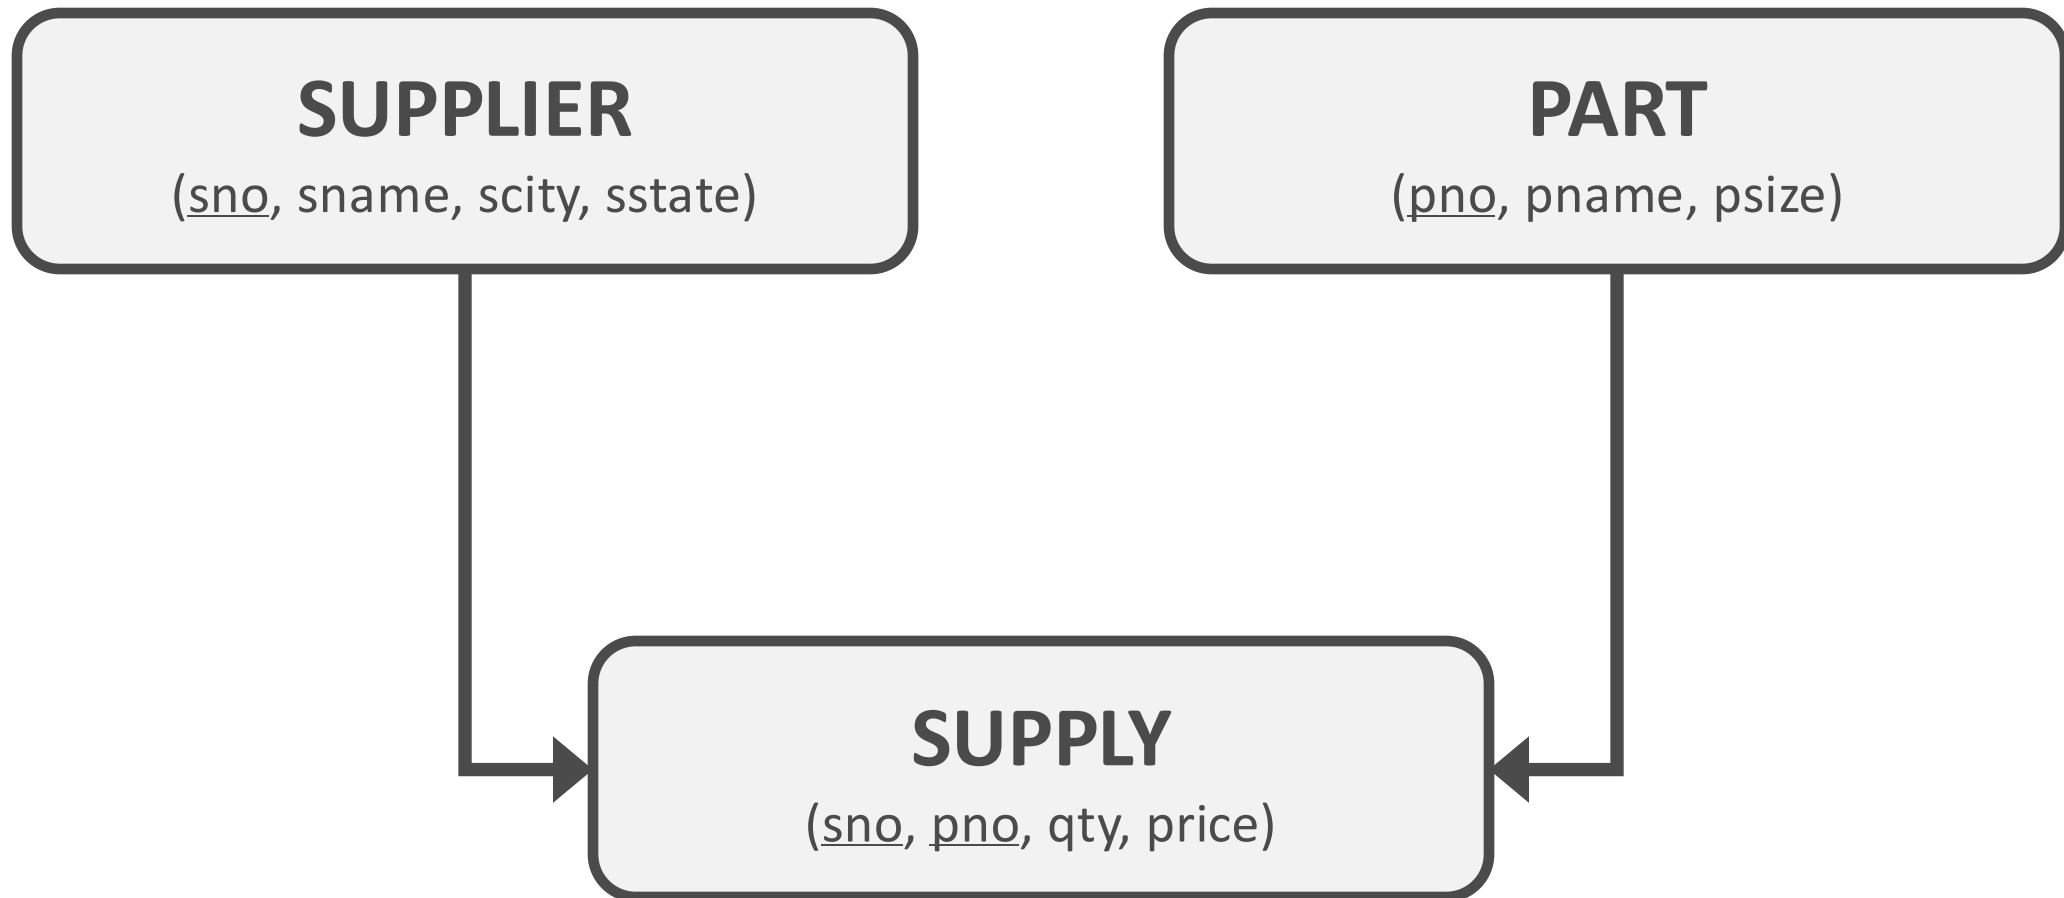 SUPPLIER
(sno, sname, scity, sstate)
PART
(pno, pname, psize)
SUPPLY
(sno, pno, qty, price)